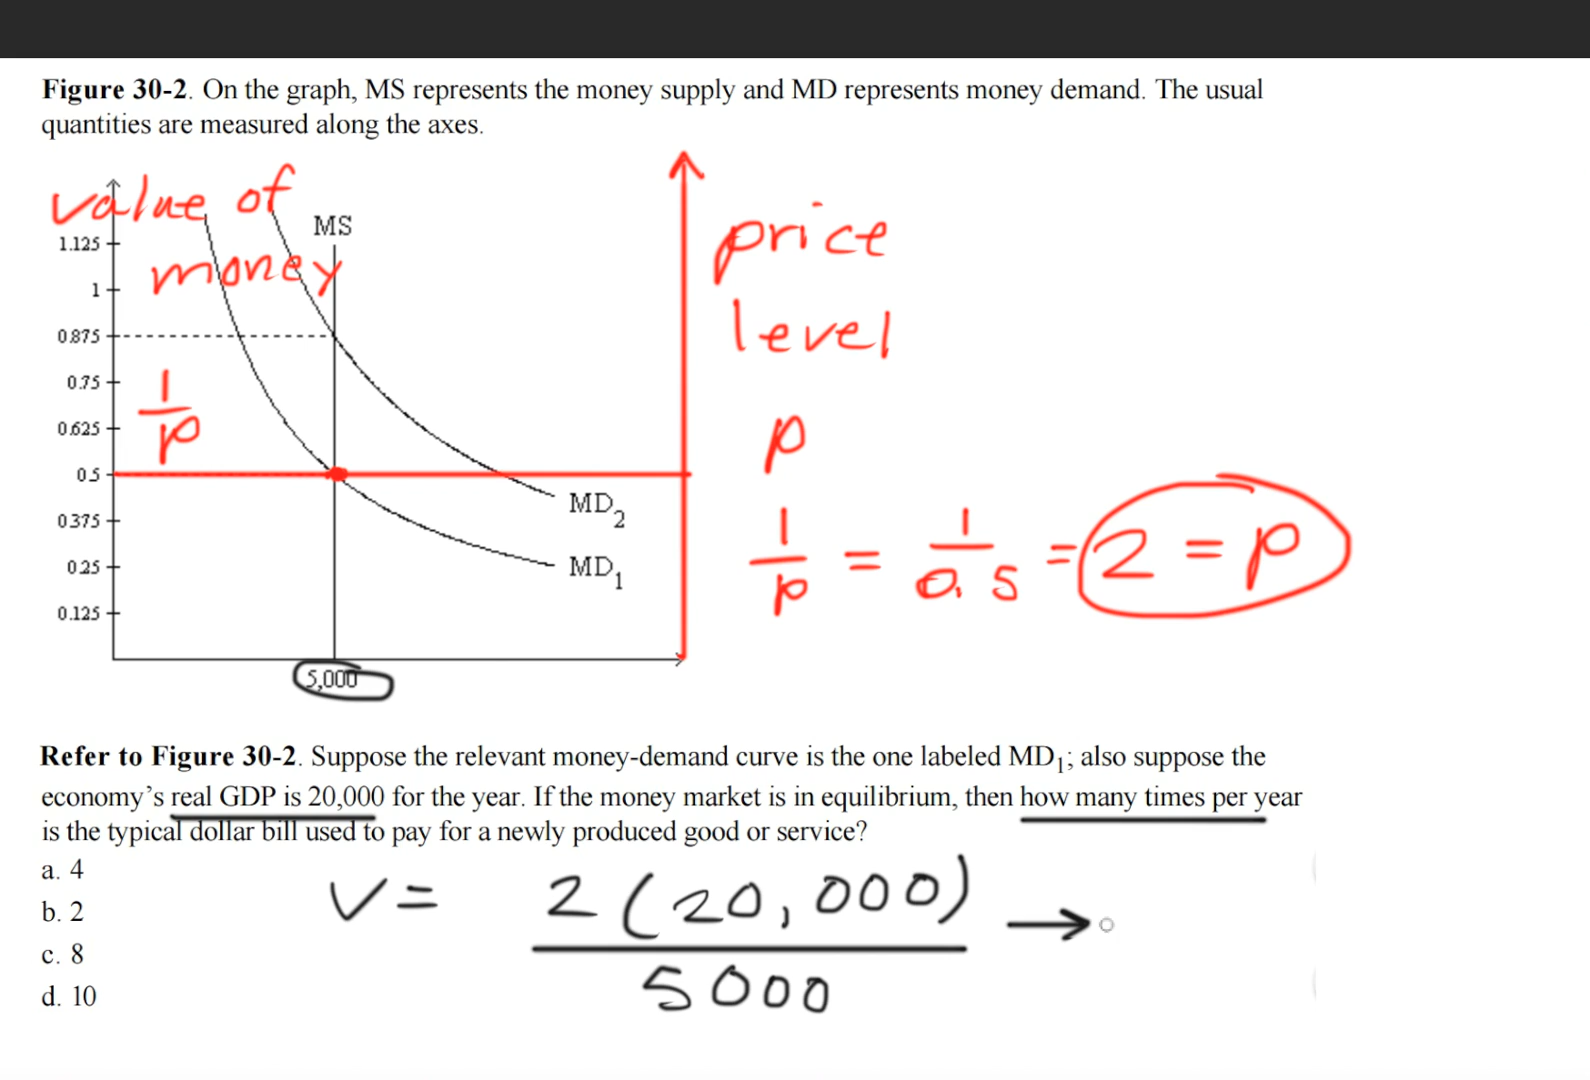 Figure 30-2. On the graph, MS represents the money supply and MD represents money demand. The usual
quantities are measured along the axes.
value of
money
MS
1.125
1
0.875
0.75
0.625
0.5
0.375
0.25
0.125
1/p
MD2
MD1
5,000
price
level
p
1/p = 1/0.5 = 2 = p
Refer to Figure 30-2. Suppose the relevant money-demand curve is the one labeled MD1; also suppose the
economy's real GDP is 20,000 for the year. If the money market is in equilibrium, then how many times per year
is the typical dollar bill used to pay for a newly produced good or service?
a. 4
b. 2
c. 8
d. 10
V = 2(20,000)/5000 →